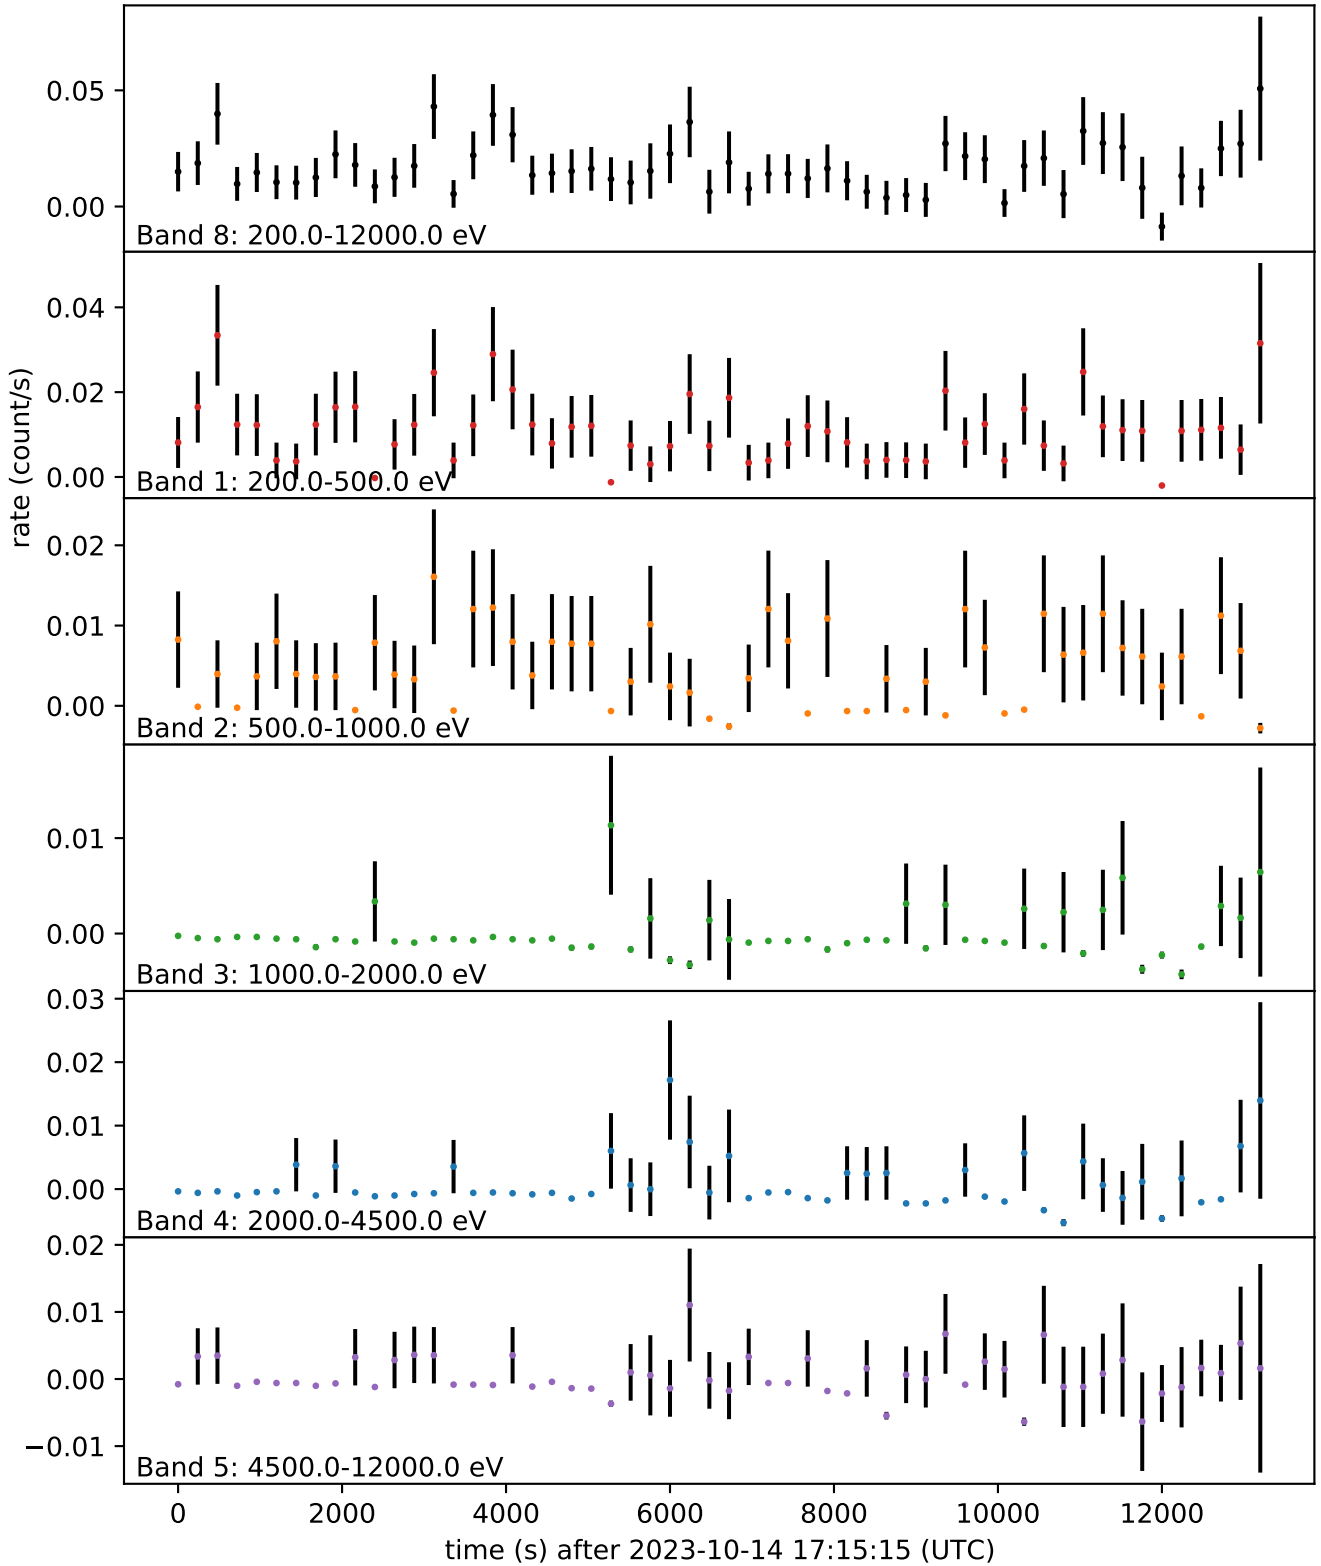 0.05
0.00
Band 8: 200.0-12000.0 eV
0.04
0.02
0.00
Band 1: 200.0-500.0 eV
rate (count/s)
0.02
0.01
0.00
Band 2: 500.0-1000.0 eV
0.01
0.00
Band 3: 1000.0-2000.0 eV
0.03
0.02
0.01
0.00
Band 4: 2000.0-4500.0 eV
0.02
0.01
0.00
−0.01
Band 5: 4500.0-12000.0 eV
0 2000 4000 6000 8000 10000 12000
time (s) after 2023-10-14 17:15:15 (UTC)